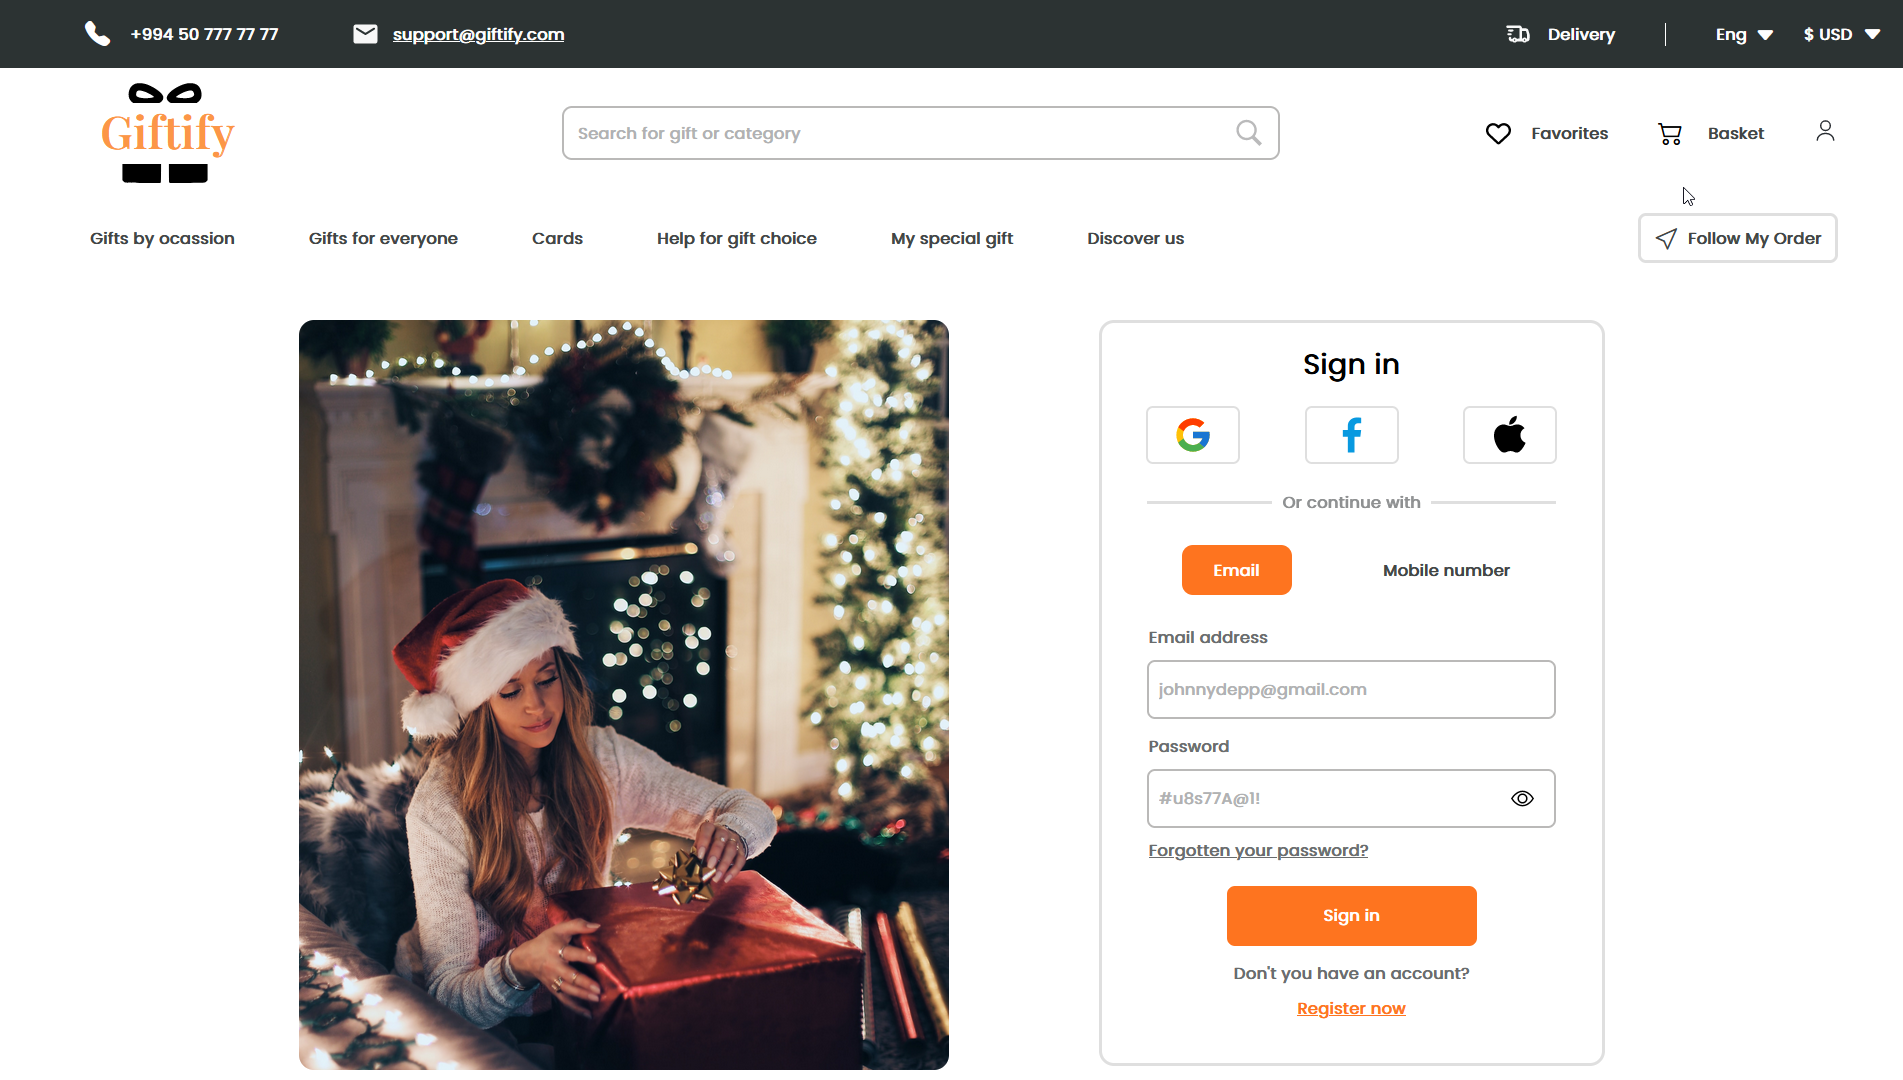 +994 50 777 77 77
support@giftify.com
Delivery
Eng
$ USD
Giftify
Search for gift or category
Favorites
Basket
Gifts by ocassion
Gifts for everyone
Cards
Help for gift choice
My special gift
Discover us
Follow My Order
Sign in
Or continue with
Email
Mobile number
Email address
johnnydepp@gmail.com
Password
#u8s77A@1!
Forgotten your password?
Sign in
Don't you have an account?
Register now